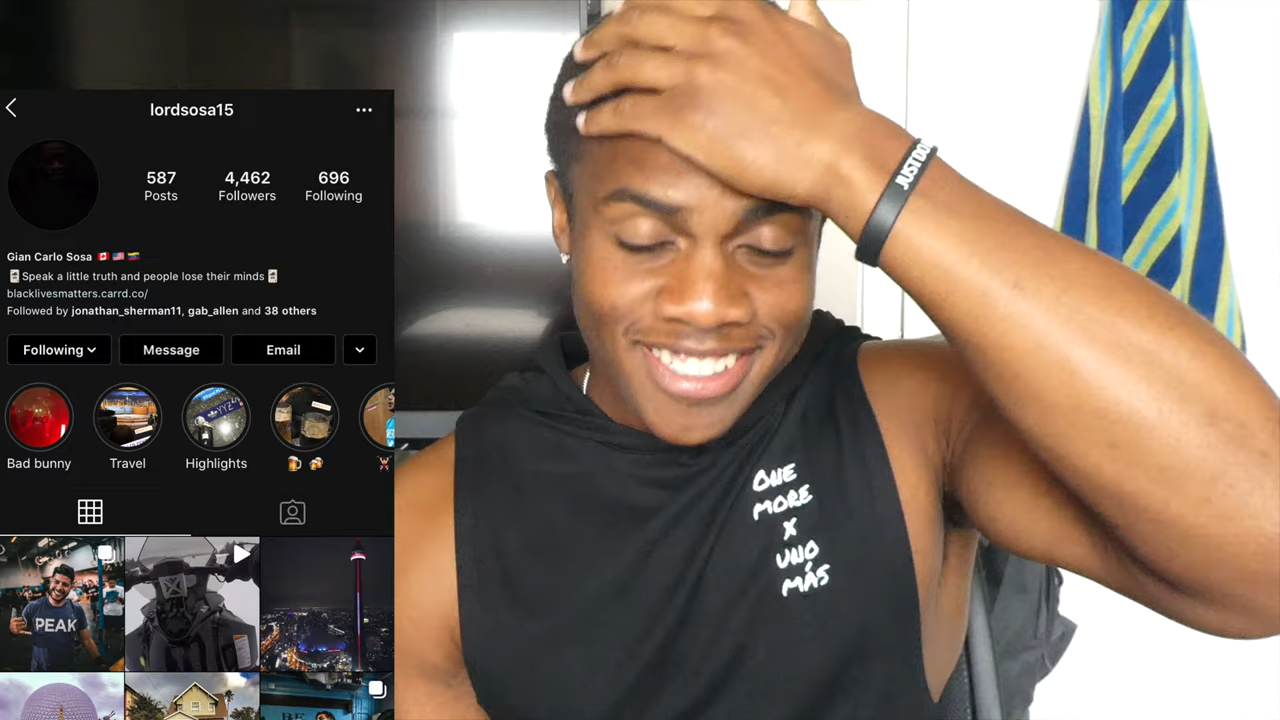 lordsosa15
587
Posts
4,462
Followers
696
Following
Gian Carlo Sosa
Speak a little truth and people lose their minds
blacklivesmatters.carrd.co/
Followed by jonathan_sherman11, gab_allen and 38 others
Following
Message
Email
Bad bunny
Travel
Highlights
PEAK
ONE
MORE
X
UNO
MÁS